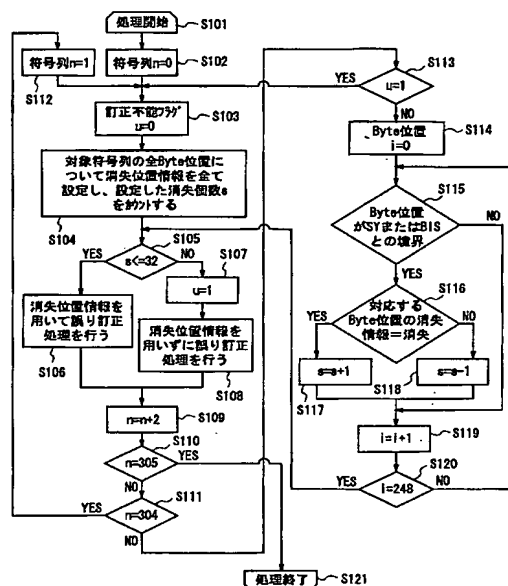 処理開始
S101
符号列n=1
S112
符号列n=0
S102
訂正不能フラグ
u=0
S103
対象符号列の全Byte位置に
ついて消失位置情報を全て
設定し、設定した消失個数s
をカウントする
S104
S105
s<=32
YES
NO
S107
u=1
消失位置情報を
用いて誤り訂正
処理を行う
S106
消失位置情報を
用いずに誤り訂正
処理を行う
S108
n=n+2
S109
S110
n=305
YES
NO
S111
n=304
YES
NO
S113
u=1
YES
NO
Byte位置
i=0
S114
S115
Byte位置
がSYまたはBIS
との境界
NO
YES
S116
対応する
Byte位置の消失
情報=消失
YES
NO
s=s+1
S117
s=s-1
S118
i=i+1
S119
S120
i=248
YES
NO
処理終了
S121